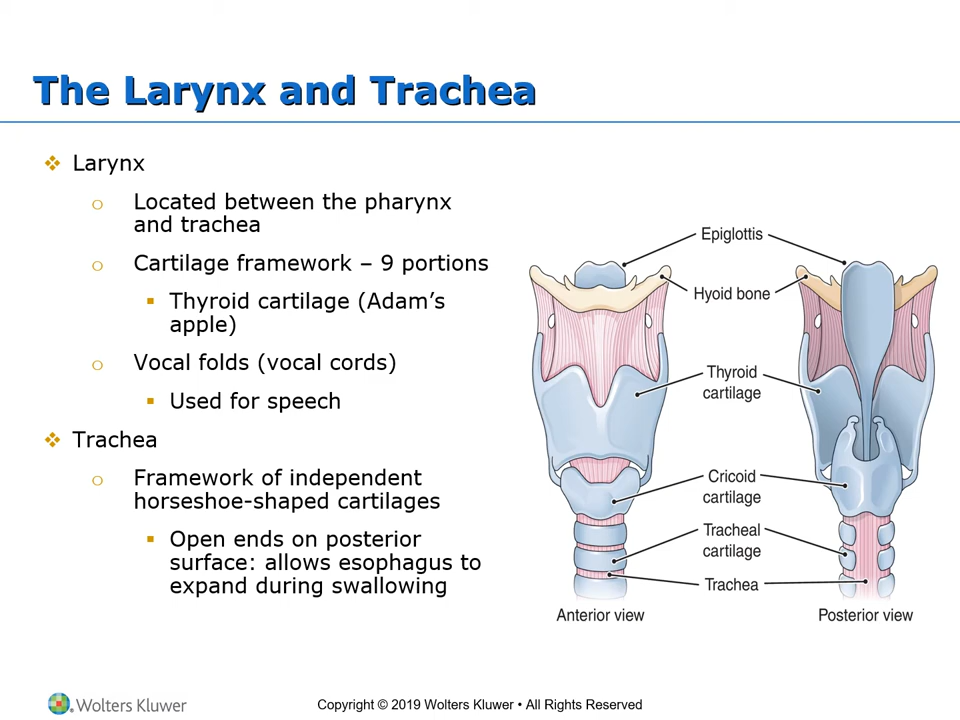 The Larynx and Trachea
❖ Larynx
o Located between the pharynx
and trachea
o Cartilage framework – 9 portions
▪ Thyroid cartilage (Adam’s
apple)
o Vocal folds (vocal cords)
▪ Used for speech
❖ Trachea
o Framework of independent
horseshoe-shaped cartilages
▪ Open ends on posterior
surface: allows esophagus to
expand during swallowing
Epiglottis
Hyoid bone
Thyroid
cartilage
Cricoid
cartilage
Tracheal
cartilage
Trachea
Anterior view
Posterior view
Wolters Kluwer
Copyright © 2019 Wolters Kluwer • All Rights Reserved